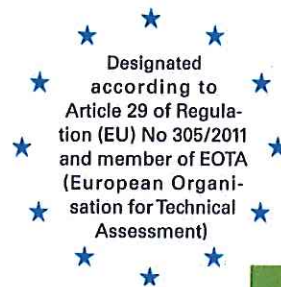 Designated
according to
Article 29 of Regula-
tion (EU) No 305/2011
and member of EOTA
(European Organi-
sation for Technical
Assessment)